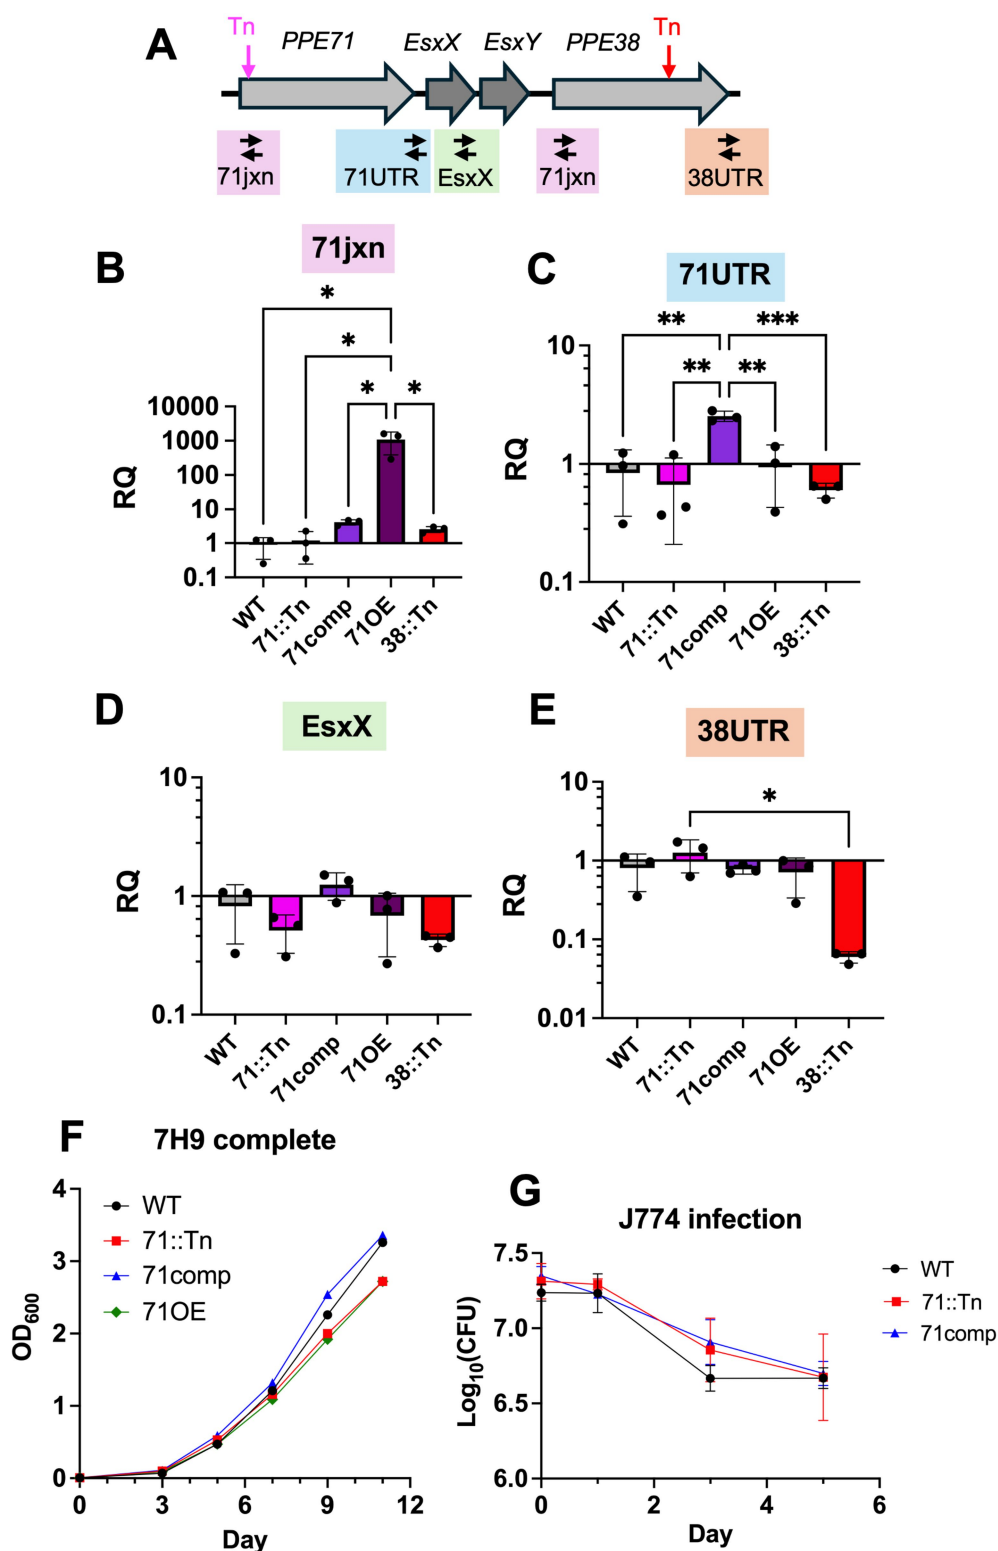 A
Tn
PPE71
EsxX
EsxY
PPE38
Tn
71jxn
71UTR
EsxX
71jxn
38UTR
B
71jxn
*
*
*
*
10000
1000
100
10
1
0.1
RQ
WT
71::Tn
71comp
71OE
38::Tn
C
71UTR
**
***
**
**
10
1
0.1
RQ
WT
71::Tn
71comp
71OE
38::Tn
D
EsxX
10
1
0.1
RQ
WT
71::Tn
71comp
71OE
38::Tn
E
38UTR
*
10
1
0.1
0.01
RQ
WT
71::Tn
71comp
71OE
38::Tn
F
7H9 complete
WT
71::Tn
71comp
71OE
4
3
2
1
0
OD600
0
3
6
9
12
Day
G
J774 infection
WT
71::Tn
71comp
7.5
7.0
6.5
6.0
Log10(CFU)
0
2
4
6
Day